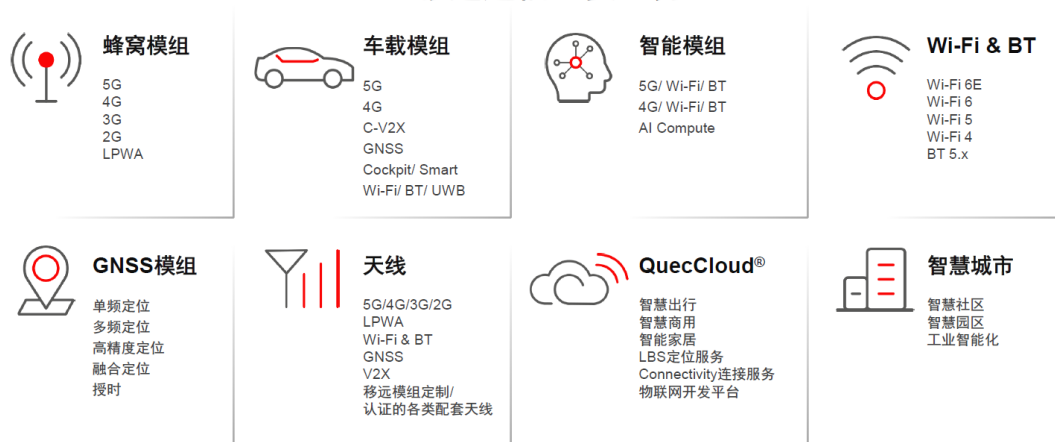 蜂窝模组
5G
4G
3G
2G
LPWA
车载模组
5G
4G
C-V2X
GNSS
Cockpit/ Smart
Wi-Fi/ BT/ UWB
智能模组
5G/ Wi-Fi/ BT
4G/ Wi-Fi/ BT
AI Compute
Wi-Fi & BT
Wi-Fi 6E
Wi-Fi 6
Wi-Fi 5
Wi-Fi 4
BT 5.x
GNSS模组
单频定位
多频定位
高精度定位
融合定位
授时
天线
5G/4G/3G/2G
LPWA
Wi-Fi & BT
GNSS
V2X
移远模组定制/
认证的各类配套天线
QuecCloud®
智慧出行
智慧商用
智能家居
LBS定位服务
Connectivity连接服务
物联网开发平台
智慧城市
智慧社区
智慧园区
工业智能化